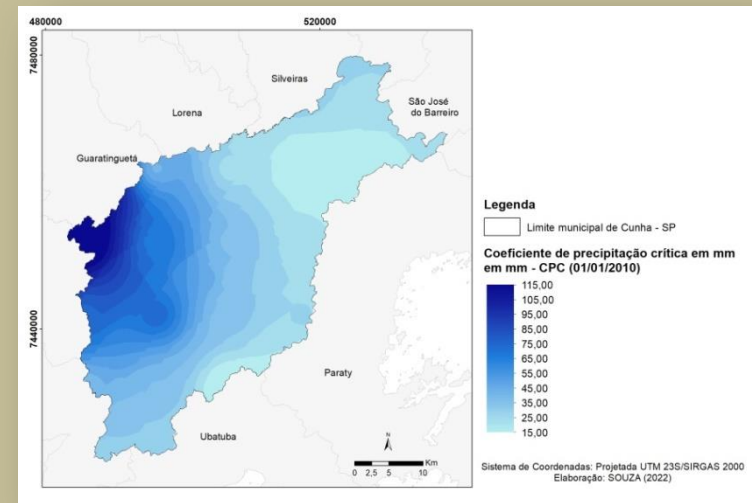 480000
520000
7480000
7440000
Silveiras
São José
do Barreiro
Lorena
Guaratinguetá
Paraty
Ubatuba
N
Km
0 2,5 5 10
Legenda
Limite municipal de Cunha - SP
Coeficiente de precipitação crítica em mm
em mm - CPC (01/01/2010)
115,00
105,00
95,00
85,00
75,00
65,00
55,00
45,00
35,00
25,00
15,00
Sistema de Coordenadas: Projetada UTM 23S/SIRGAS 2000
Elaboração: SOUZA (2022)